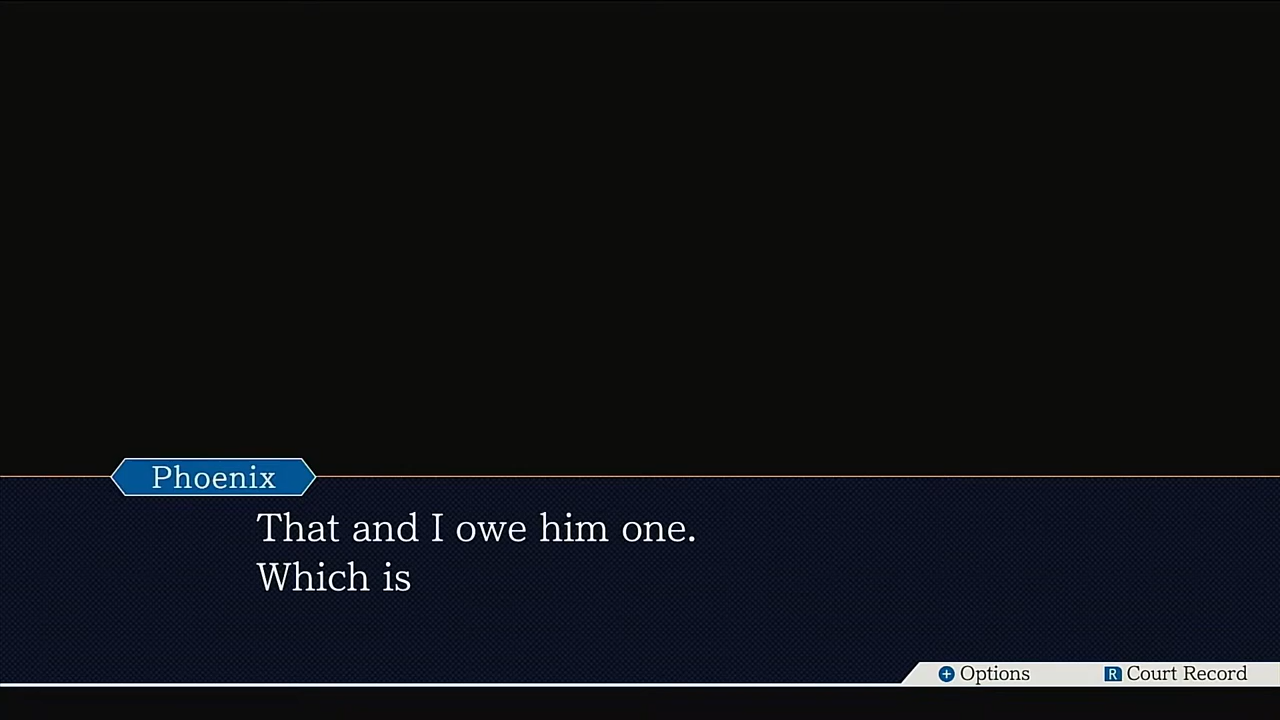 Phoenix
That and I owe him one.
Which is
+ Options
R Court Record